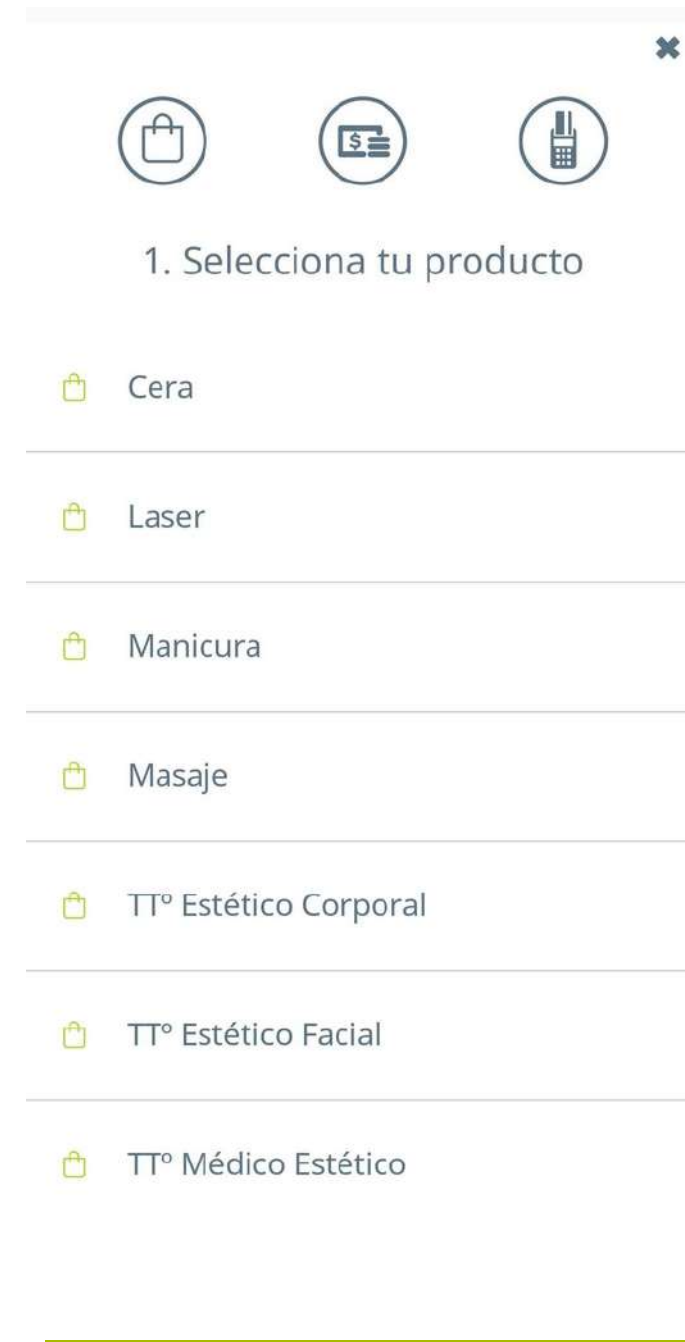 1. Selecciona tu producto
Cera
Laser
Manicura
Masaje
TTº Estético Corporal
TTº Estético Facial
TTº Médico Estético